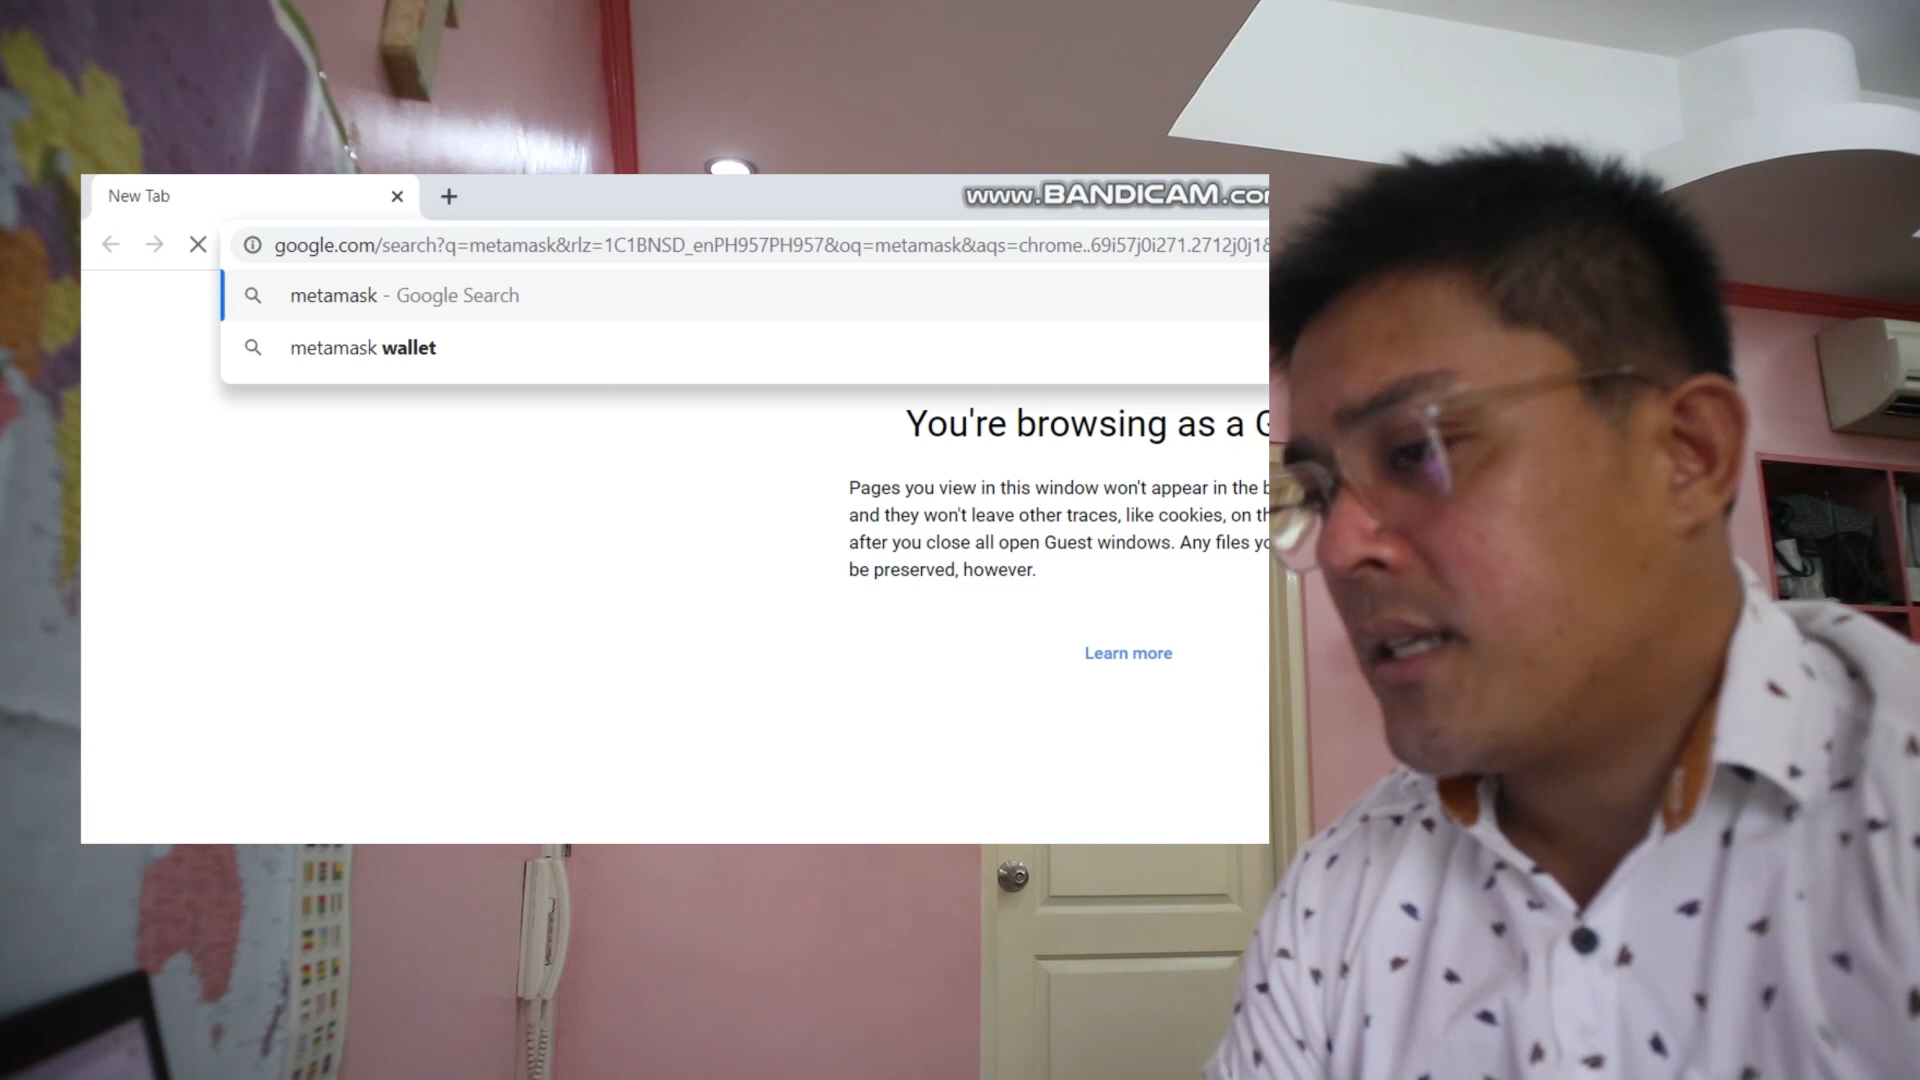 New Tab
www.BANDICAM.co
google.com/search?q=metamask&rlz=1C1BNSD_enPH957PH957&oq=metamask&aqs=chrome..69i57j0i271.2712j0j1&
metamask - Google Search
metamask wallet
You're browsing as a G
Pages you view in this window won't appear in the b
and they won't leave other traces, like cookies, on th
after you close all open Guest windows. Any files yo
be preserved, however.
Learn more